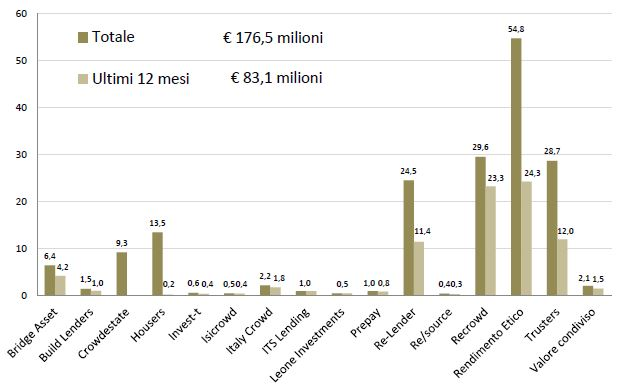 60
50
40
30
20
10
0
Totale € 176,5 milioni
Ultimi 12 mesi € 83,1 milioni
6,4 4,2
1,5 1,0
9,3
13,5 0,2
0,6 0,4
0,5 0,4
2,2 1,8
1,0
0,5
1,0 0,8
24,5 11,4
0,4 0,3
29,6 23,3
54,8 24,3
28,7 12,0
2,1 1,5
Bridge Asset
Build Lenders
Crowdestate
Housers
Invest-t
Isicrowd
Italy Crowd
ITS Lending
Leone Investments
Prepay
Re-Lender
Re/source
Recrowd
Rendimento Etico
Trusters
Valore condiviso